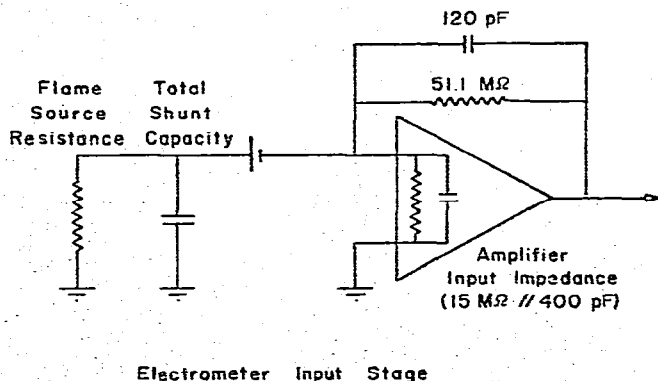 120 pF
51.1 MΩ
Flame
Source
Resistance
Total
Shunt
Capacity
Amplifier
Input Impedance
(15 MΩ // 400 pF)
Electrometer Input Stage